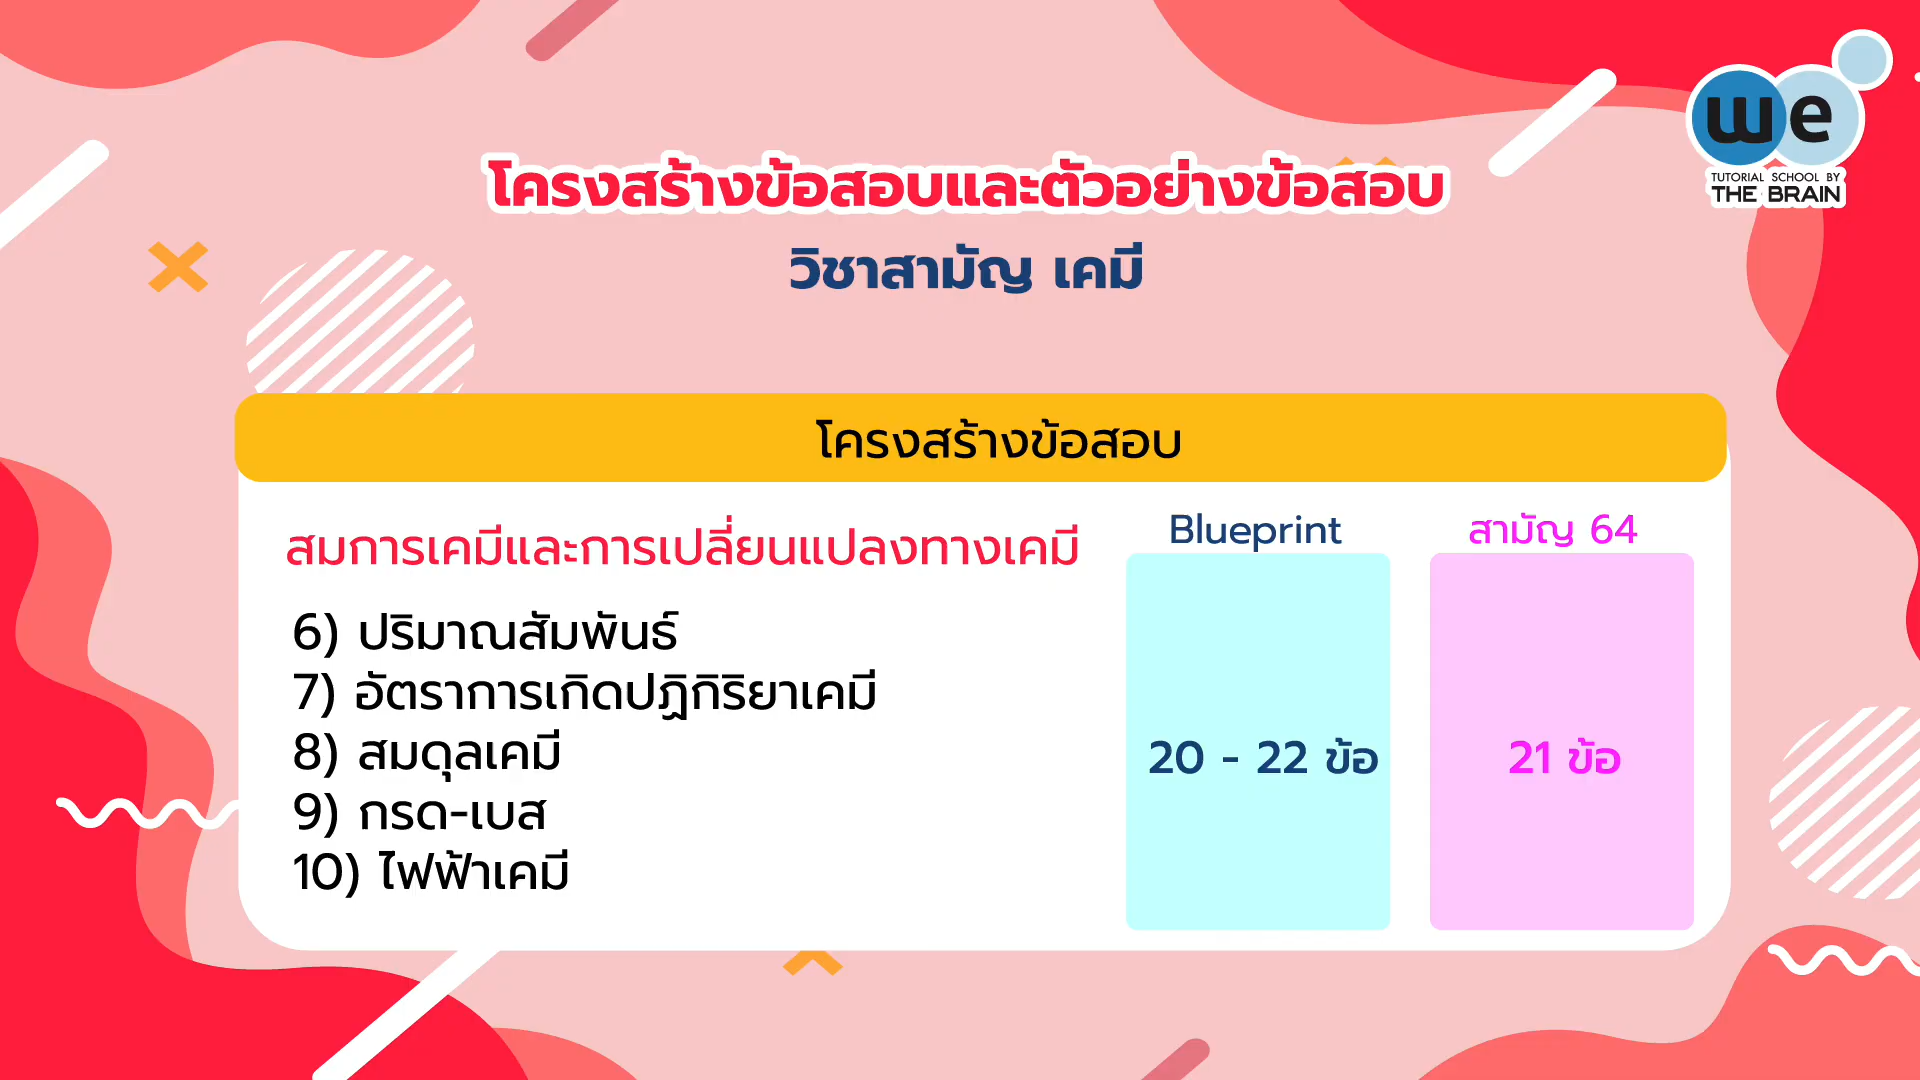 we
TUTORIAL SCHOOL BY
THE BRAIN
โครงสร้างข้อสอบและตัวอย่างข้อสอบ
วิชาสามัญ เคมี
โครงสร้างข้อสอบ
สมการเคมีและการเปลี่ยนแปลงทางเคมี
Blueprint
สามัญ 64
6) ปริมาณสัมพันธ์
7) อัตราการเกิดปฏิกิริยาเคมี
8) สมดุลเคมี
9) กรด-เบส
10) ไฟฟ้าเคมี
20 - 22 ข้อ
21 ข้อ